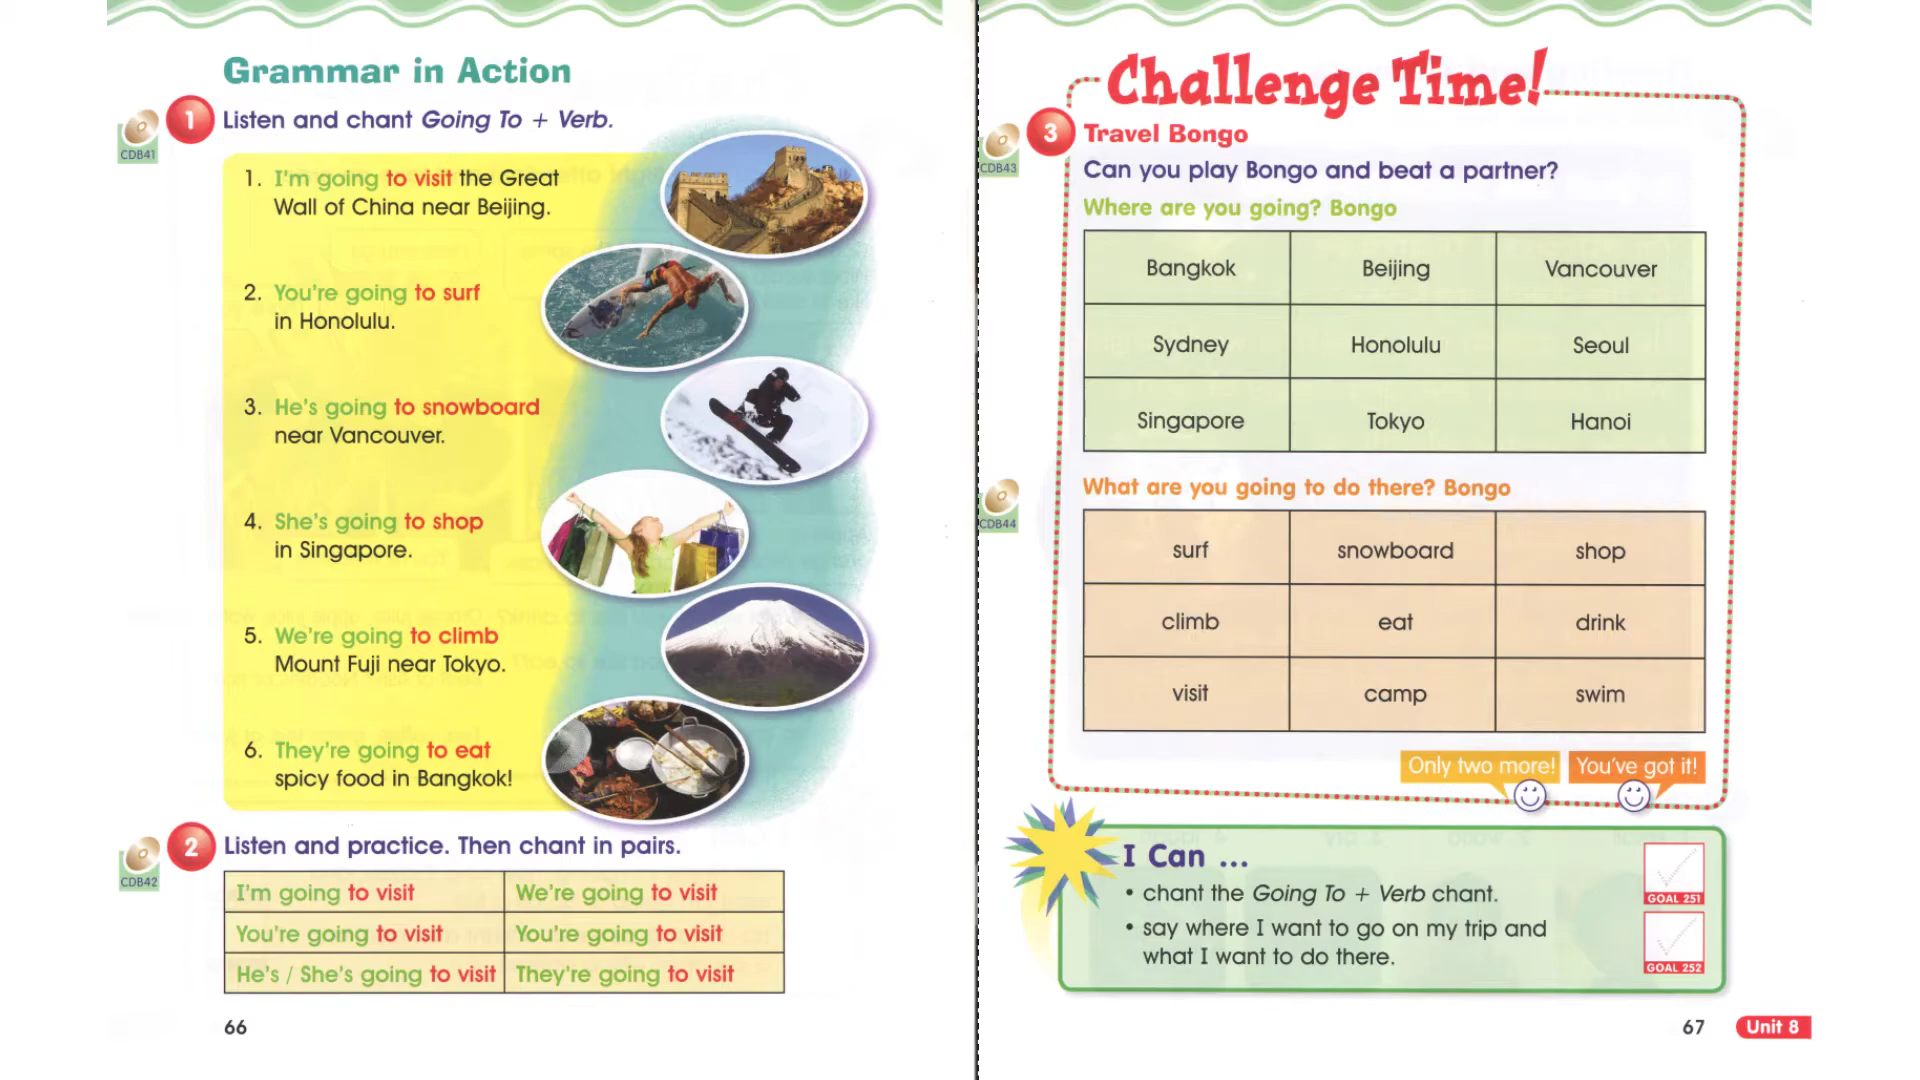 Grammar in Action
CDB41
1
Listen and chant Going To + Verb.
1. I'm going to visit the Great
Wall of China near Beijing.
2. You're going to surf
in Honolulu.
3. He's going to snowboard
near Vancouver.
4. She's going to shop
in Singapore.
5. We're going to climb
Mount Fuji near Tokyo.
6. They're going to eat
spicy food in Bangkok!
CDB42
2
Listen and practice. Then chant in pairs.
I'm going to visit
We're going to visit
You're going to visit
You're going to visit
He's / She's going to visit
They're going to visit
66
Challenge Time!
CDB43
3
Travel Bongo
Can you play Bongo and beat a partner?
Where are you going? Bongo
Bangkok
Beijing
Vancouver
Sydney
Honolulu
Seoul
Singapore
Tokyo
Hanoi
CDB44
What are you going to do there? Bongo
surf
snowboard
shop
climb
eat
drink
visit
camp
swim
Only two more!
You've got it!
I Can ...
• chant the Going To + Verb chant.
GOAL 251
• say where I want to go on my trip and
what I want to do there.
GOAL 252
67
Unit 8